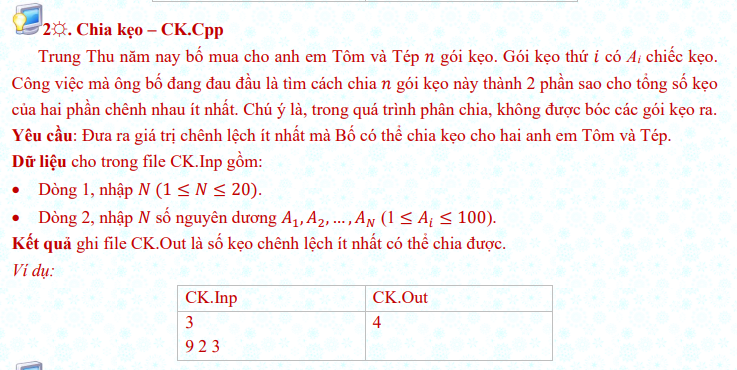 2☼. Chia kẹo – CK.Cpp
Trung Thu năm nay bố mua cho anh em Tôm và Tép n gói kẹo. Gói kẹo thứ i có Aᵢ chiếc kẹo.
Công việc mà ông bố đang đau đầu là tìm cách chia n gói kẹo này thành 2 phần sao cho tổng số kẹo
của hai phần chênh nhau ít nhất. Chú ý là, trong quá trình phân chia, không được bóc các gói kẹo ra.
Yêu cầu: Đưa ra giá trị chênh lệch ít nhất mà Bố có thể chia kẹo cho hai anh em Tôm và Tép.
Dữ liệu cho trong file CK.Inp gồm:
• Dòng 1, nhập N (1 ≤ N ≤ 20).
• Dòng 2, nhập N số nguyên dương A₁, A₂, ... , A_N (1 ≤ Aᵢ ≤ 100).
Kết quả ghi file CK.Out là số kẹo chênh lệch ít nhất có thể chia được.
Ví dụ:
CK.Inp CK.Out
3 4
9 2 3